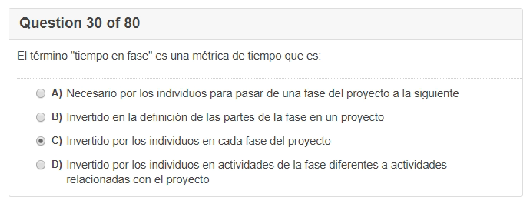 Question 30 of 80
El término "tiempo en fase" es una métrica de tiempo que es:
A) Necesario por los individuos para pasar de una fase del proyecto a la siguiente
B) Invertido en la definición de las partes de la fase en un proyecto
C) Invertido por los individuos en cada fase del proyecto
D) Invertido por los individuos en actividades de la fase diferentes a actividades
relacionadas con el proyecto